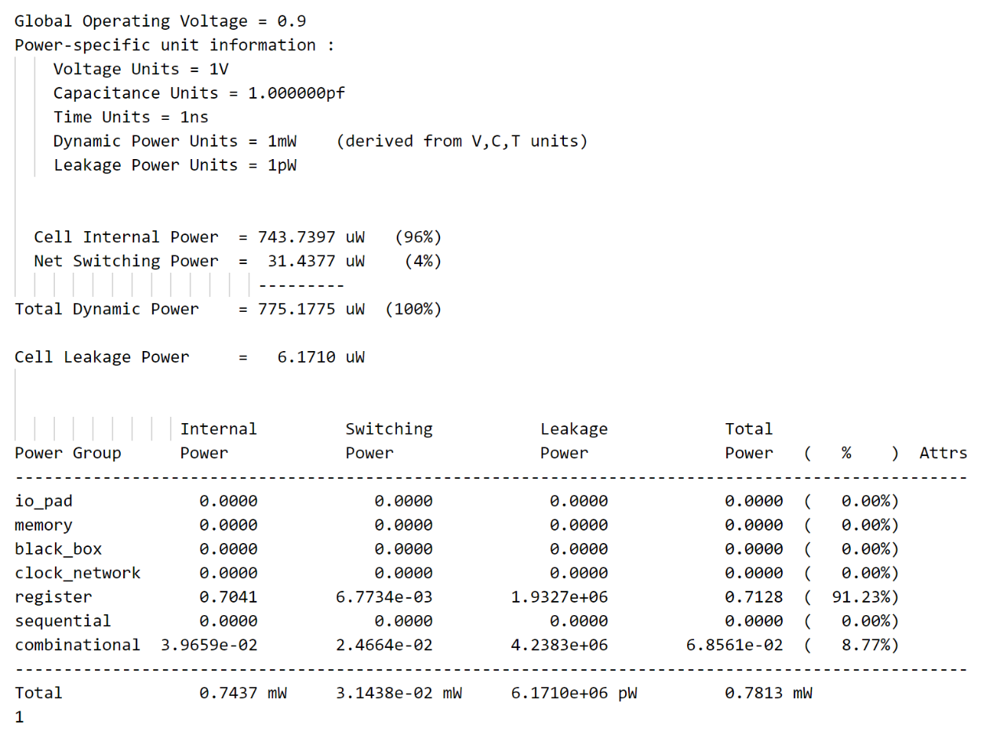 Global Operating Voltage = 0.9
Power-specific unit information :
Voltage Units = 1V
Capacitance Units = 1.000000pf
Time Units = 1ns
Dynamic Power Units = 1mW    (derived from V,C,T units)
Leakage Power Units = 1pW
Cell Internal Power  = 743.7397 uW   (96%)
Net Switching Power  =  31.4377 uW    (4%)
---------
Total Dynamic Power    = 775.1775 uW  (100%)
Cell Leakage Power     =   6.1710 uW
Internal         Switching           Leakage            Total
Power Group      Power            Power               Power              Power   (   %    )  Attrs
--------------------------------------------------------------------------------------------------
io_pad             0.0000            0.0000            0.0000            0.0000  (   0.00%)
memory             0.0000            0.0000            0.0000            0.0000  (   0.00%)
black_box          0.0000            0.0000            0.0000            0.0000  (   0.00%)
clock_network      0.0000            0.0000            0.0000            0.0000  (   0.00%)
register           0.7041        6.7734e-03        1.9327e+06            0.7128  (  91.23%)
sequential         0.0000            0.0000            0.0000            0.0000  (   0.00%)
combinational  3.9659e-02        2.4664e-02        4.2383e+06        6.8561e-02  (   8.77%)
--------------------------------------------------------------------------------------------------
Total              0.7437 mW     3.1438e-02 mW     6.1710e+06 pW         0.7813 mW
1